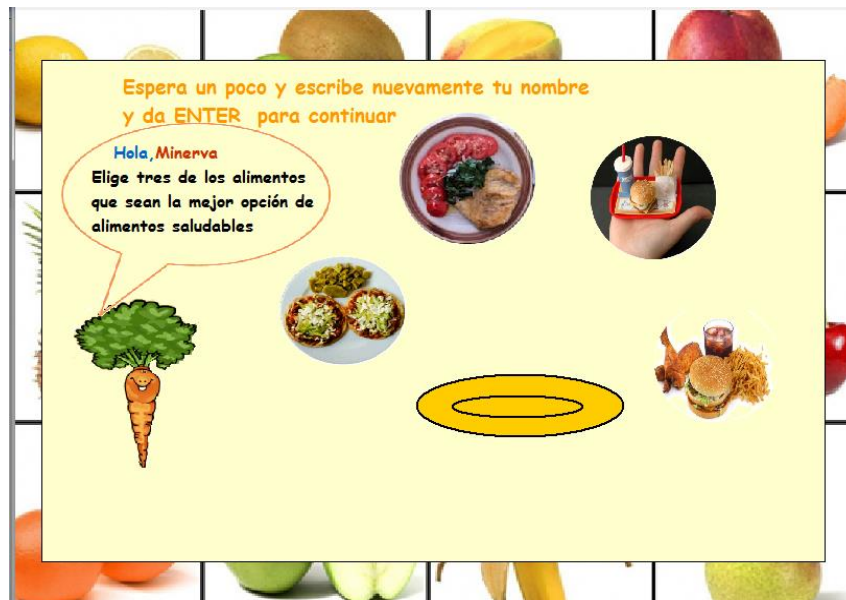 Espera un poco y escribe nuevamente tu nombre
y da ENTER para continuar
Hola,Minerva
Elige tres de los alimentos
que sean la mejor opción de
alimentos saludables